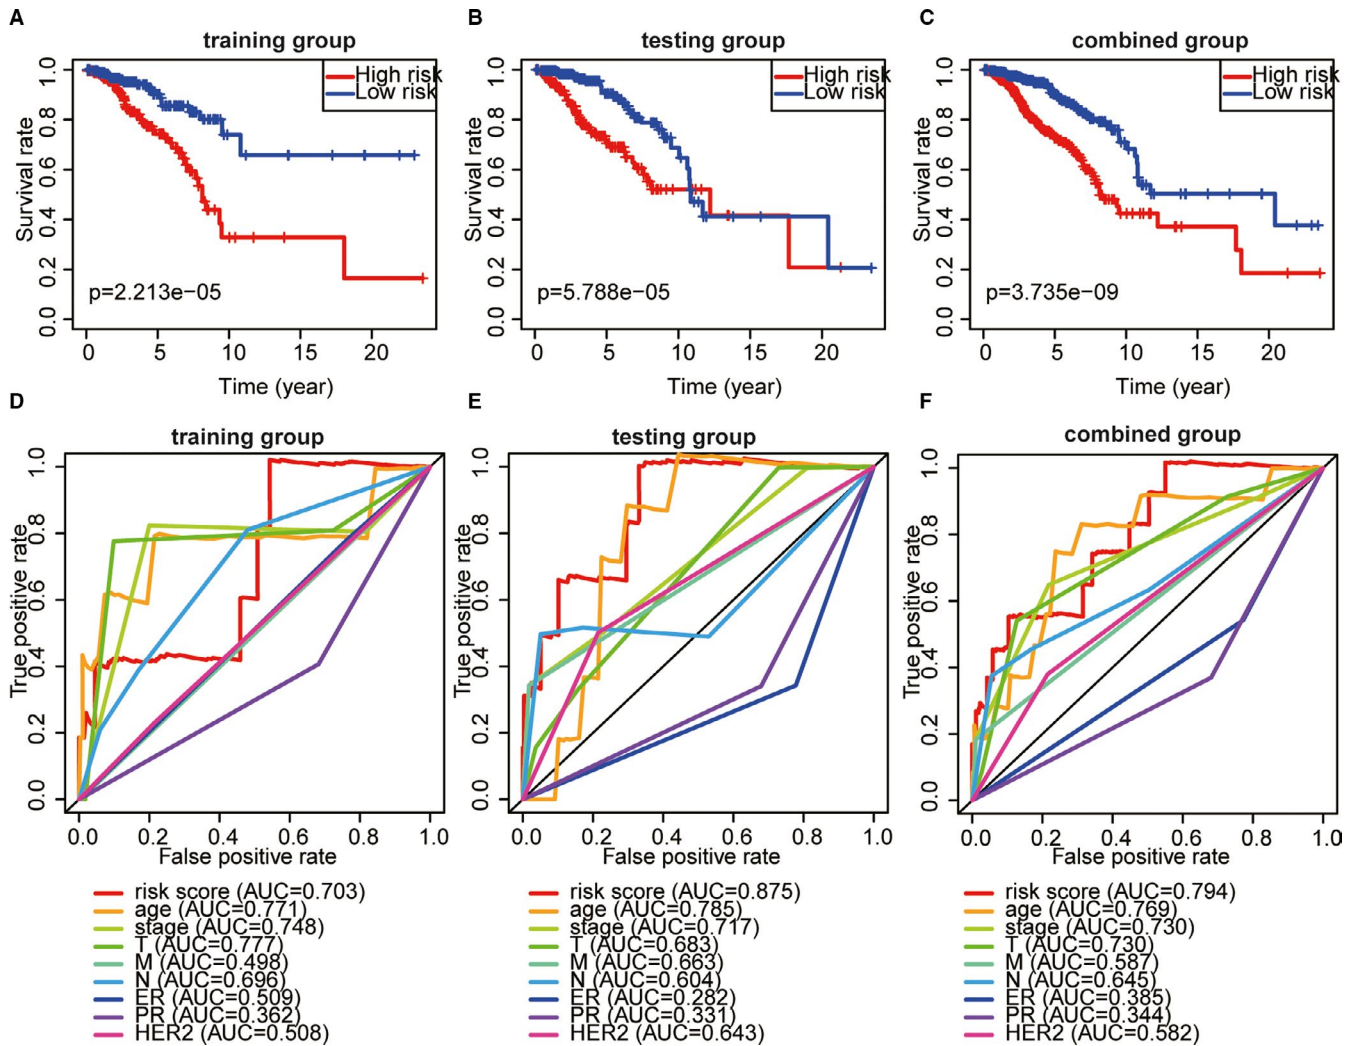 A
training group
1.0
0.8
0.6
0.4
0.2
0.0
Survival rate
High risk
Low risk
p=2.213e−05
0 5 10 15 20
Time (year)
B
testing group
1.0
0.8
0.6
0.4
0.2
0.0
Survival rate
High risk
Low risk
p=5.788e−05
0 5 10 15 20
Time (year)
C
combined group
1.0
0.8
0.6
0.4
0.2
0.0
Survival rate
High risk
Low risk
p=3.735e−09
0 5 10 15 20
Time (year)
D
training group
1.0
0.8
0.6
0.4
0.2
0.0
True positive rate
0.0 0.2 0.4 0.6 0.8 1.0
False positive rate
risk score (AUC=0.703)
age (AUC=0.771)
stage (AUC=0.748)
T (AUC=0.777)
M (AUC=0.498)
N (AUC=0.696)
ER (AUC=0.509)
PR (AUC=0.362)
HER2 (AUC=0.508)
E
testing group
1.0
0.8
0.6
0.4
0.2
0.0
True positive rate
0.0 0.2 0.4 0.6 0.8 1.0
False positive rate
risk score (AUC=0.875)
age (AUC=0.785)
stage (AUC=0.717)
T (AUC=0.683)
M (AUC=0.663)
N (AUC=0.604)
ER (AUC=0.282)
PR (AUC=0.331)
HER2 (AUC=0.643)
F
combined group
1.0
0.8
0.6
0.4
0.2
0.0
True positive rate
0.0 0.2 0.4 0.6 0.8 1.0
False positive rate
risk score (AUC=0.794)
age (AUC=0.769)
stage (AUC=0.730)
T (AUC=0.730)
M (AUC=0.587)
N (AUC=0.645)
ER (AUC=0.385)
PR (AUC=0.344)
HER2 (AUC=0.582)